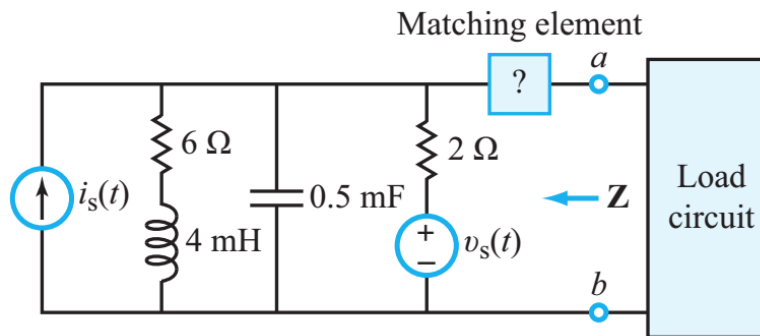 Matching element
a
?
6 Ω
2 Ω
i_s(t)
0.5 mF
Z
Load
circuit
4 mH
+
−
v_s(t)
b